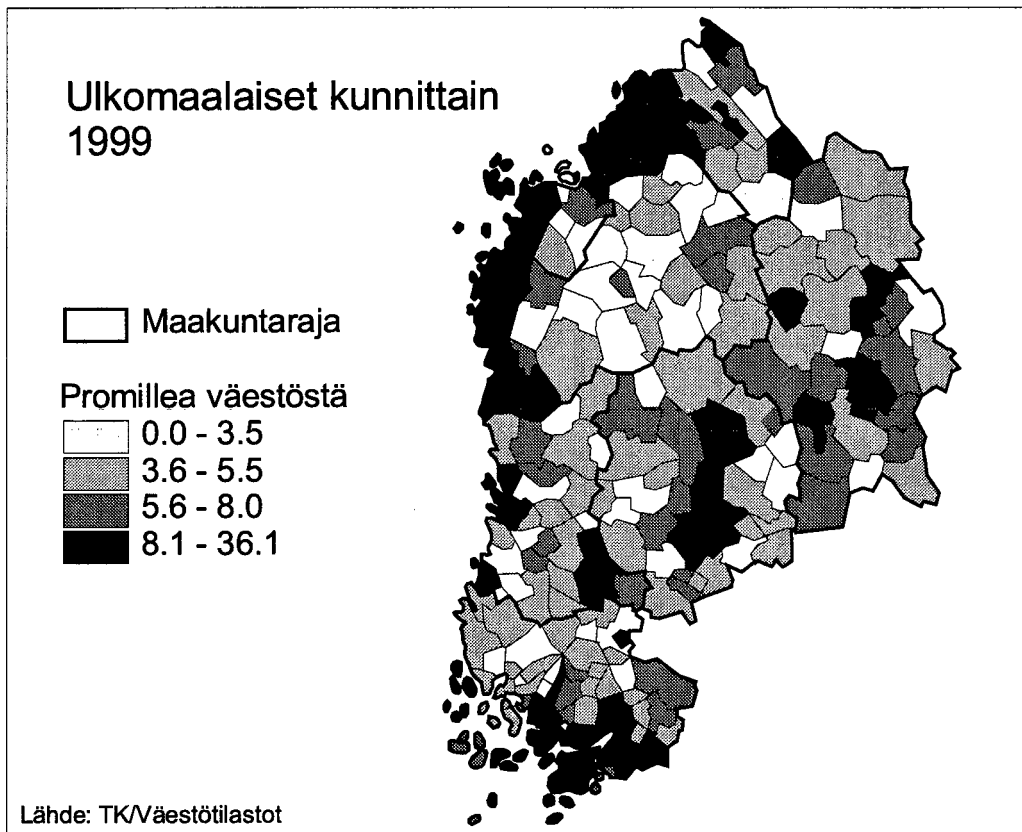 Ulkomaalaiset kunnittain
1999
Maakuntaraja
Promillea väestöstä
0.0 - 3.5
3.6 - 5.5
5.6 - 8.0
8.1 - 36.1
Lähde: TK/Väestötilastot